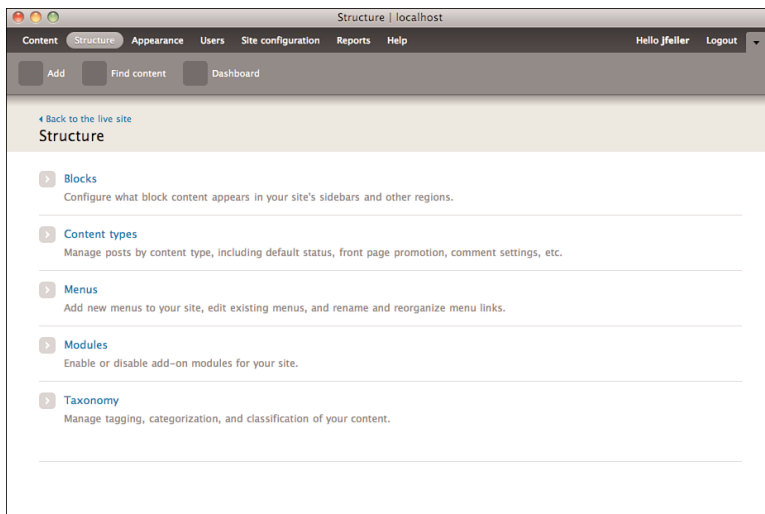 Structure | localhost
Content Structure Appearance Users Site configuration Reports Help Hello jfeller Logout
Add Find content Dashboard
Back to the live site
Structure
Blocks
Configure what block content appears in your site's sidebars and other regions.
Content types
Manage posts by content type, including default status, front page promotion, comment settings, etc.
Menus
Add new menus to your site, edit existing menus, and rename and reorganize menu links.
Modules
Enable or disable add-on modules for your site.
Taxonomy
Manage tagging, categorization, and classification of your content.